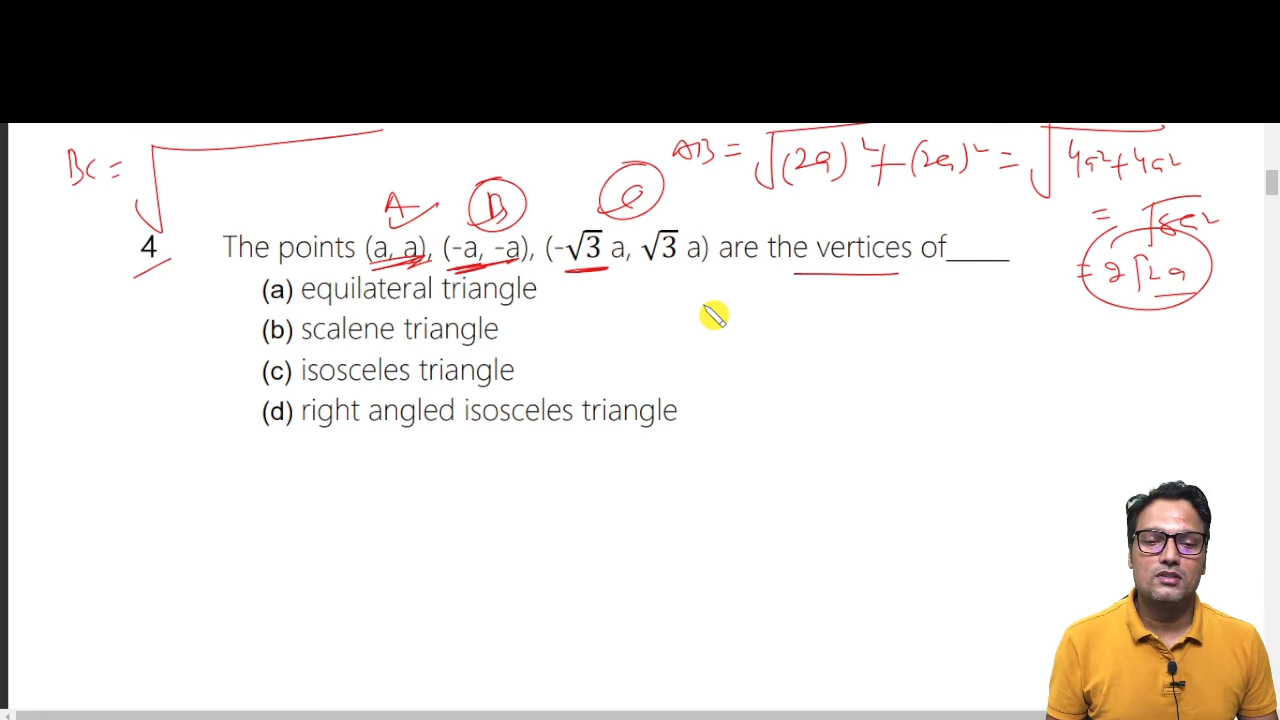 BC = √
AB = √(2a)² + (2a)² = √4a² + 4a²
= √8a²
= 2√2a
A B C
4 The points (a, a), (-a, -a), (-√3 a, √3 a) are the vertices of____
(a) equilateral triangle
(b) scalene triangle
(c) isosceles triangle
(d) right angled isosceles triangle